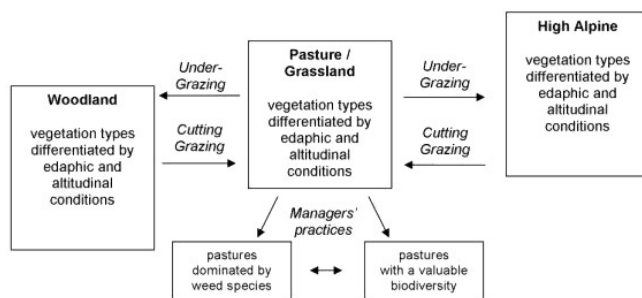 Woodland
vegetation types
differentiated by
edaphic and
altitudinal
conditions
Under-
Grazing
Cutting
Grazing
Pasture /
Grassland
vegetation types
differentiated by
edaphic and
altitudinal
conditions
Under-
Grazing
Cutting
Grazing
High Alpine
vegetation types
differentiated by
edaphic and
altitudinal
conditions
Managers'
practices
pastures
dominated by
weed species
pastures
with a valuable
biodiversity